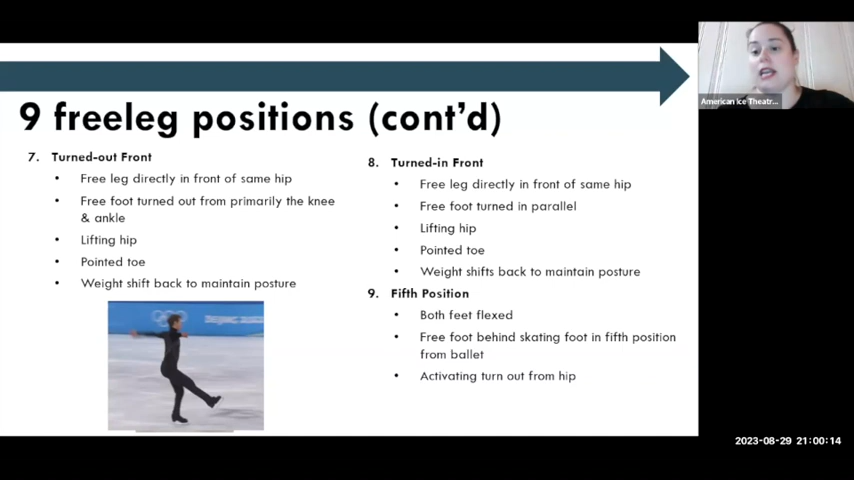 9 freeleg positions (cont'd)
7. Turned-out Front
• Free leg directly in front of same hip
• Free foot turned out from primarily the knee
& ankle
• Lifting hip
• Pointed toe
• Weight shift back to maintain posture
BEIJING 2022
8. Turned-in Front
• Free leg directly in front of same hip
• Free foot turned in parallel
• Lifting hip
• Pointed toe
• Weight shifts back to maintain posture
9. Fifth Position
• Both feet flexed
• Free foot behind skating foot in fifth position
from ballet
• Activating turn out from hip
American Ice Theatr...
2023-08-29 21:00:14